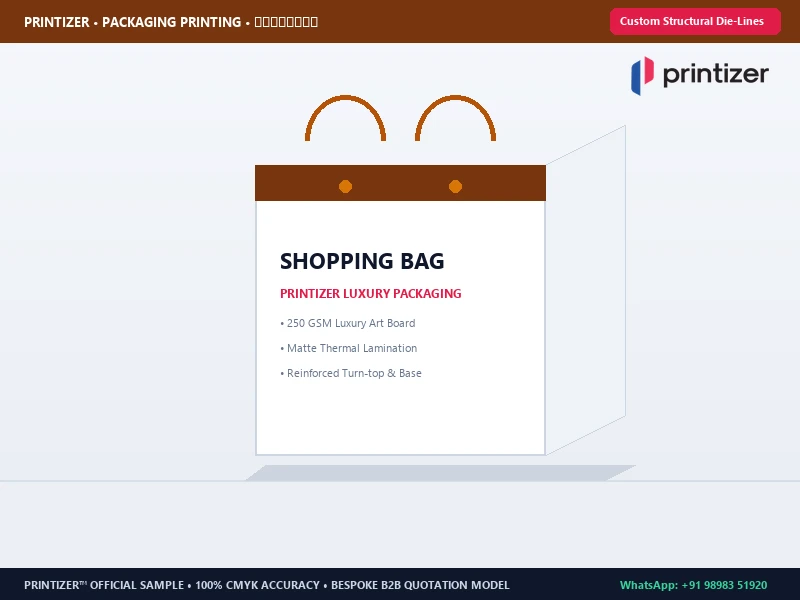 PRINTIZER • PACKAGING PRINTING •
Custom Structural Die-Lines
printizer
SHOPPING BAG
PRINTIZER LUXURY PACKAGING
• 250 GSM Luxury Art Board
• Matte Thermal Lamination
• Reinforced Turn-top & Base
PRINTIZER™ OFFICIAL SAMPLE • 100% CMYK ACCURACY • BESPOKE B2B QUOTATION MODEL
WhatsApp: +91 98983 51920